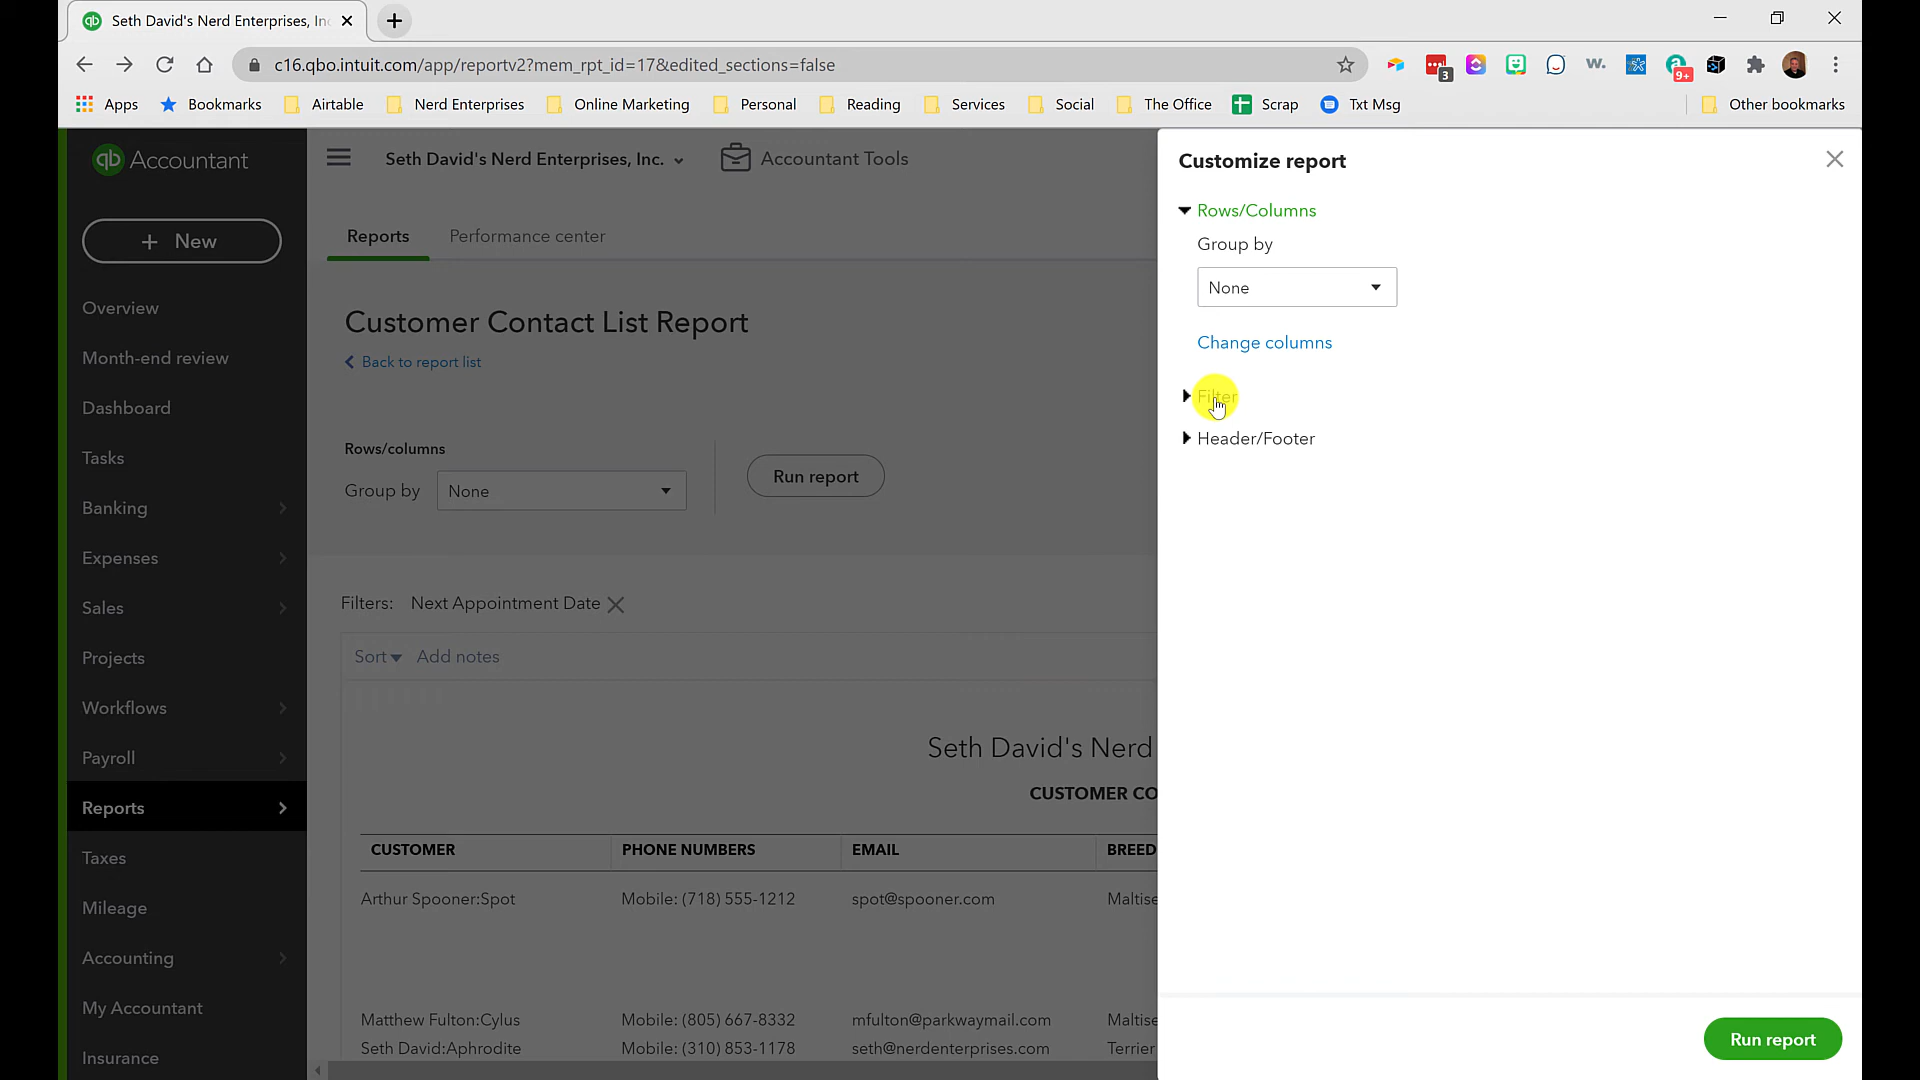 Seth David's Nerd Enterprises, Inc
c16.qbo.intuit.com/app/reportv2?mem_rpt_id=17&edited_sections=false
3
w.
9+
Apps Bookmarks Airtable Nerd Enterprises Online Marketing Personal Reading Services Social The Office Scrap Txt Msg Other bookmarks
qb Accountant
Seth David's Nerd Enterprises, Inc.
Accountant Tools
+ New
Overview
Month-end review
Dashboard
Tasks
Banking
Expenses
Sales
Projects
Workflows
Payroll
Reports
Taxes
Mileage
Accounting
My Accountant
Insurance
Reports Performance center
Customer Contact List Report
Back to report list
Rows/columns
Group by None
Run report
Filters: Next Appointment Date
Sort Add notes
Seth David's Nerd
CUSTOMER CO
CUSTOMER PHONE NUMBERS EMAIL BREED
Arthur Spooner:Spot Mobile: (718) 555-1212 spot@spooner.com Maltise
Matthew Fulton:Cylus Mobile: (805) 667-8332 mfulton@parkwaymail.com Maltise
Seth David:Aphrodite Mobile: (310) 853-1178 seth@nerdenterprises.com Terrier
Customize report
Rows/Columns
Group by
None
Change columns
Filter
Header/Footer
Run report